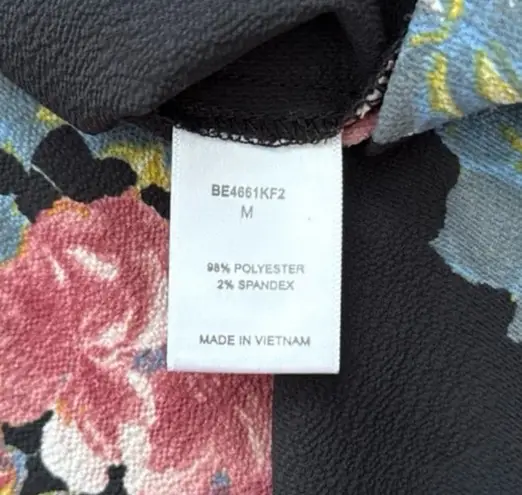 BE4661KF2
M
98% POLYESTER
2% SPANDEX
MADE IN VIETNAM